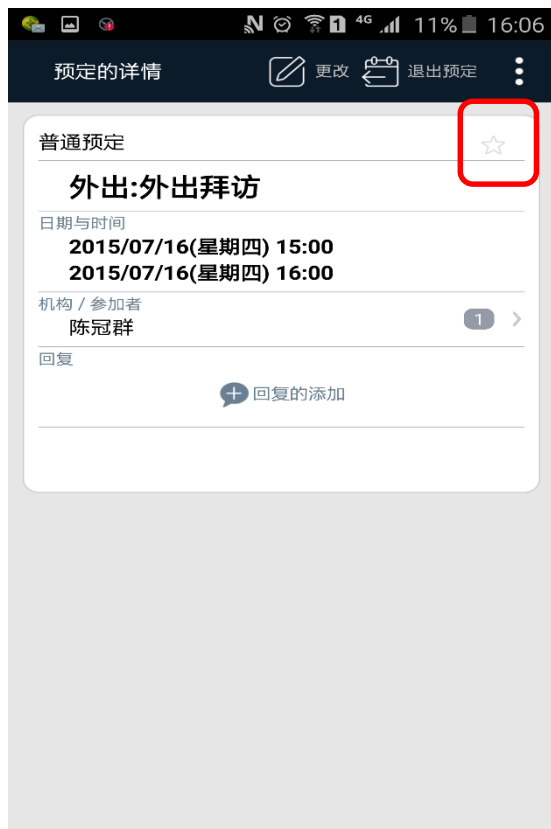 1 4G 11% 16:06
预定的详情 更改 退出预定
普通预定
外出:外出拜访
日期与时间
2015/07/16(星期四) 15:00
2015/07/16(星期四) 16:00
机构 / 参加者
陈冠群 1
回复
回复的添加